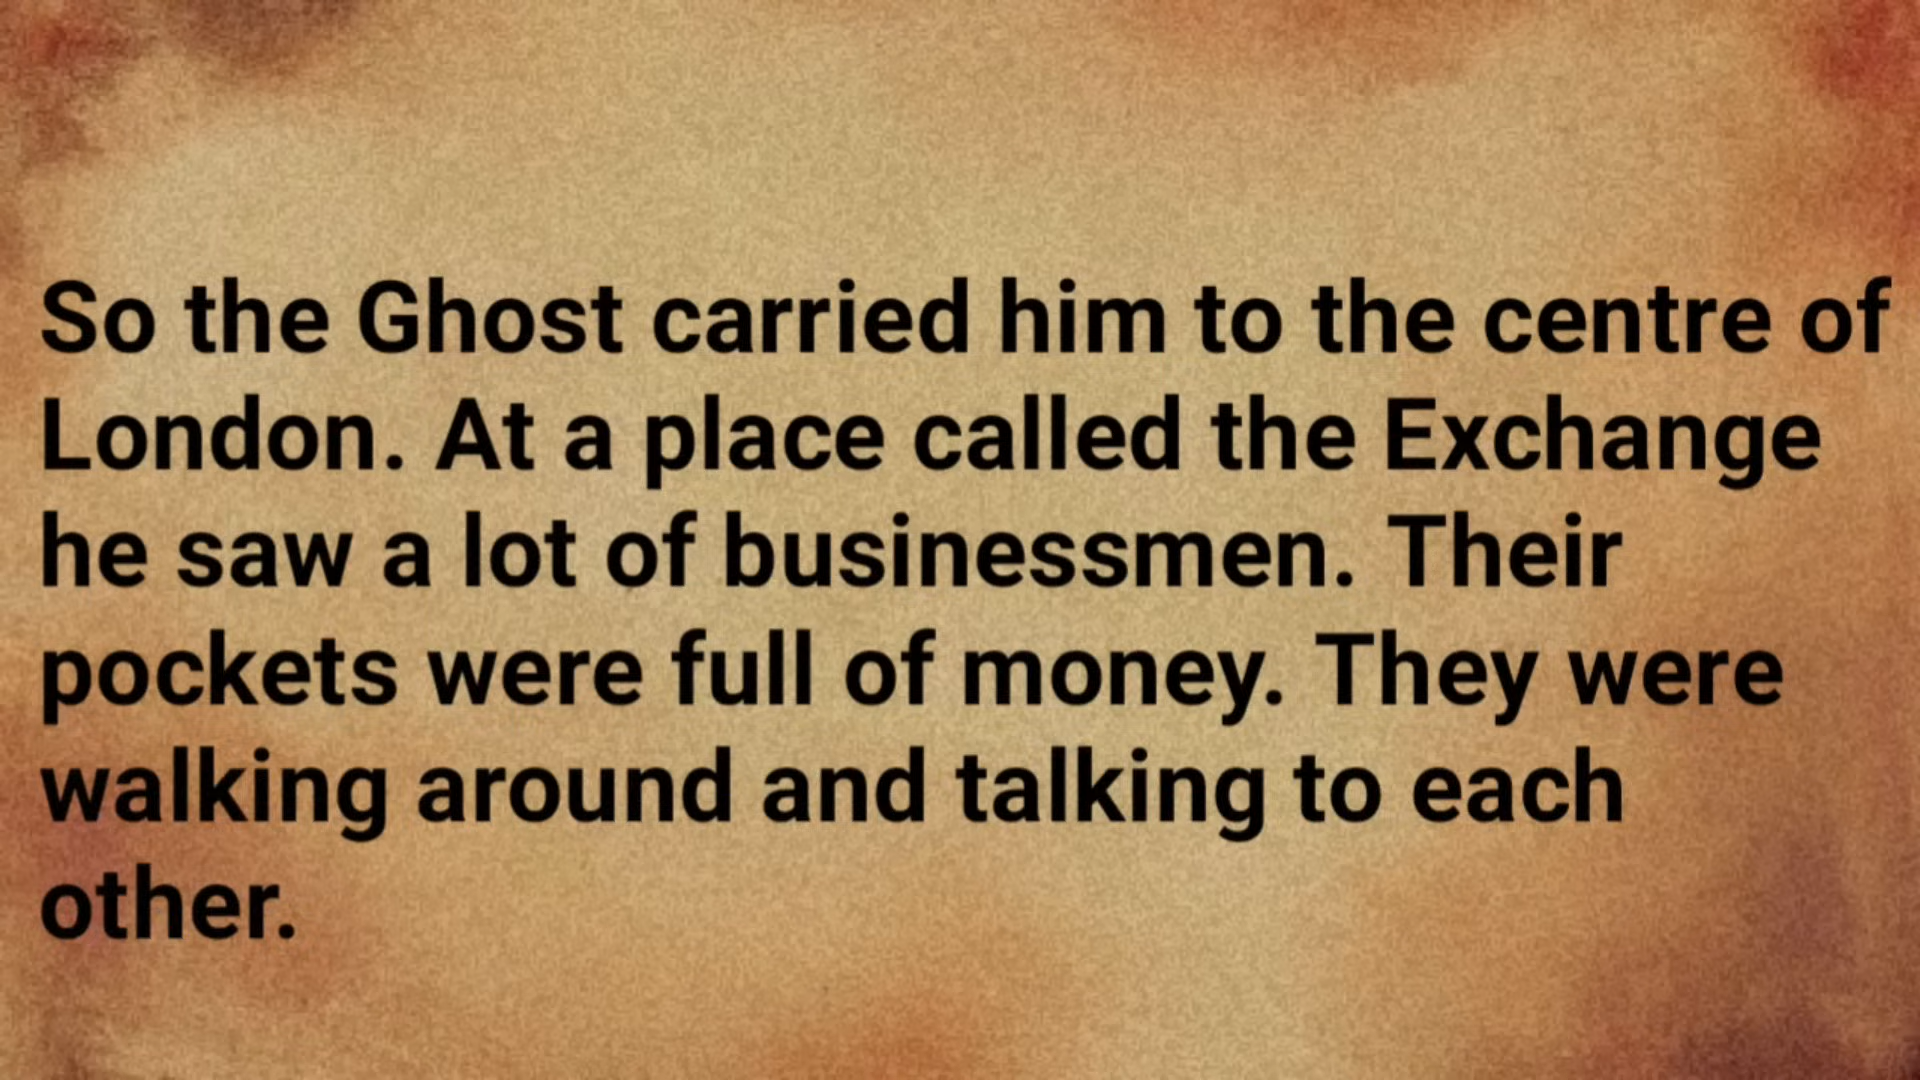 So the Ghost carried him to the centre of
London. At a place called the Exchange
he saw a lot of businessmen. Their
pockets were full of money. They were
walking around and talking to each
other.